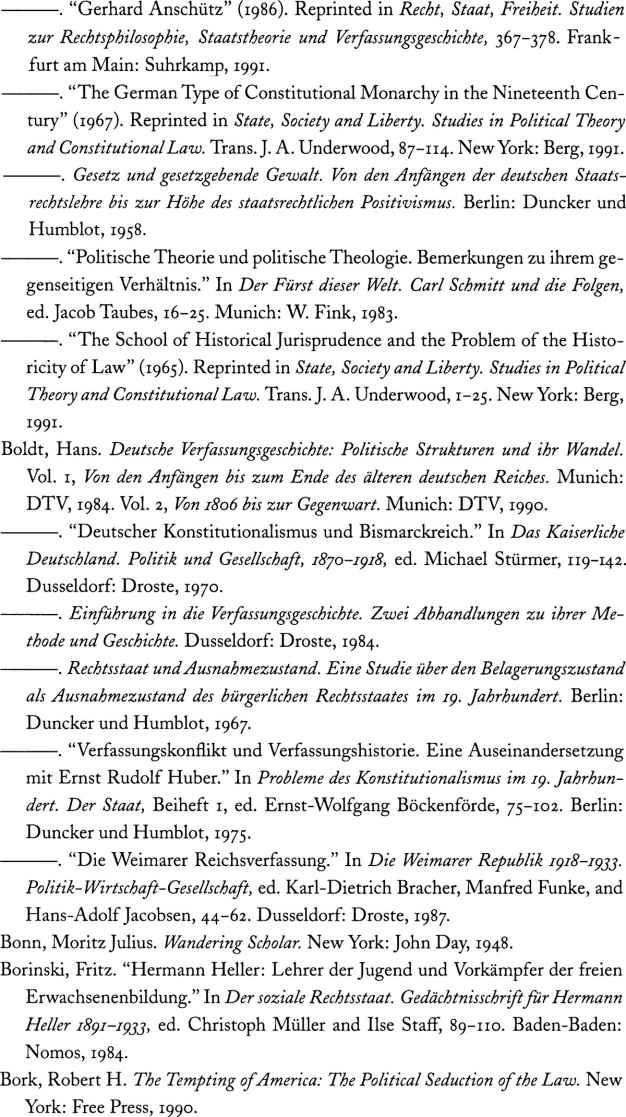 ———. “Gerhard Anschütz” (1986). Reprinted in Recht, Staat, Freiheit. Studien
zur Rechtsphilosophie, Staatstheorie und Verfassungsgeschichte, 367–378. Frank-
furt am Main: Suhrkamp, 1991.
———. “The German Type of Constitutional Monarchy in the Nineteenth Cen-
tury” (1967). Reprinted in State, Society and Liberty. Studies in Political Theory
and Constitutional Law. Trans. J. A. Underwood, 87–114. New York: Berg, 1991.
———. Gesetz und gesetzgebende Gewalt. Von den Anfängen der deutschen Staats-
rechtslehre bis zur Höhe des staatsrechtlichen Positivismus. Berlin: Duncker und
Humblot, 1958.
———. “Politische Theorie und politische Theologie. Bemerkungen zu ihrem ge-
genseitigen Verhältnis.” In Der Fürst dieser Welt. Carl Schmitt und die Folgen,
ed. Jacob Taubes, 16–25. Munich: W. Fink, 1983.
———. “The School of Historical Jurisprudence and the Problem of the Histo-
ricity of Law” (1965). Reprinted in State, Society and Liberty. Studies in Political
Theory and Constitutional Law. Trans. J. A. Underwood, 1–25. New York: Berg,
1991.
Boldt, Hans. Deutsche Verfassungsgeschichte: Politische Strukturen und ihr Wandel.
Vol. 1, Von den Anfängen bis zum Ende des älteren deutschen Reiches. Munich:
DTV, 1984. Vol. 2, Von 1806 bis zur Gegenwart. Munich: DTV, 1990.
———. “Deutscher Konstitutionalismus und Bismarckreich.” In Das Kaiserliche
Deutschland. Politik und Gesellschaft, 1870–1918, ed. Michael Stürmer, 119–142.
Dusseldorf: Droste, 1970.
———. Einführung in die Verfassungsgeschichte. Zwei Abhandlungen zu ihrer Me-
thode und Geschichte. Dusseldorf: Droste, 1984.
———. Rechtsstaat und Ausnahmezustand. Eine Studie über den Belagerungszustand
als Ausnahmezustand des bürgerlichen Rechtsstaates im 19. Jahrhundert. Berlin:
Duncker und Humblot, 1967.
———. “Verfassungskonflikt und Verfassungshistorie. Eine Auseinandersetzung
mit Ernst Rudolf Huber.” In Probleme des Konstitutionalismus im 19. Jahrhun-
dert. Der Staat, Beiheft 1, ed. Ernst-Wolfgang Böckenförde, 75–102. Berlin:
Duncker und Humblot, 1975.
———. “Die Weimarer Reichsverfassung.” In Die Weimarer Republik 1918–1933.
Politik-Wirtschaft-Gesellschaft, ed. Karl-Dietrich Bracher, Manfred Funke, and
Hans-Adolf Jacobsen, 44–62. Dusseldorf: Droste, 1987.
Bonn, Moritz Julius. Wandering Scholar. New York: John Day, 1948.
Borinski, Fritz. “Hermann Heller: Lehrer der Jugend und Vorkämpfer der freien
Erwachsenenbildung.” In Der soziale Rechtsstaat. Gedächtnisschrift für Hermann
Heller 1891–1933, ed. Christoph Müller and Ilse Staff, 89–110. Baden-Baden:
Nomos, 1984.
Bork, Robert H. The Tempting of America: The Political Seduction of the Law. New
York: Free Press, 1990.